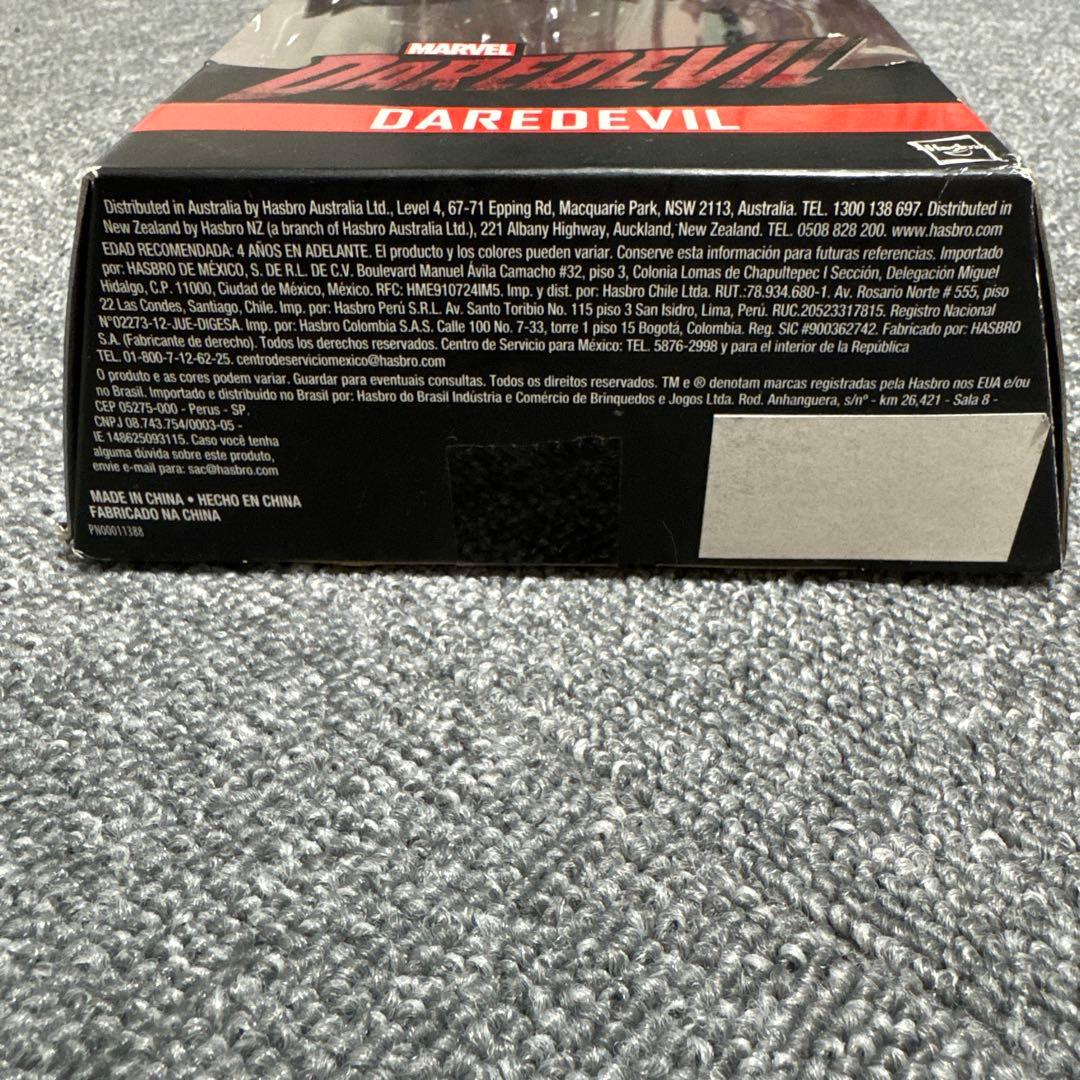 MARVEL
DAREDEVIL
DAREDEVIL
Hasbro
Distributed in Australia by Hasbro Australia Ltd., Level 4, 67-71 Epping Rd, Macquarie Park, NSW 2113, Australia. TEL. 1300 138 697. Distributed in
New Zealand by Hasbro NZ (a branch of Hasbro Australia Ltd.), 221 Albany Highway, Auckland, New Zealand. TEL. 0508 828 200. www.hasbro.com
EDAD RECOMENDADA: 4 AÑOS EN ADELANTE. El producto y los colores pueden variar. Conserve esta información para futuras referencias. Importado
por: HASBRO DE MÉXICO, S. DE R.L. DE C.V. Boulevard Manuel Ávila Camacho #32, piso 3, Colonia Lomas de Chapultepec I Sección, Delegación Miguel
Hidalgo, C.P. 11000, Ciudad de México, México. RFC: HME910724IM5. Imp. y dist. por: Hasbro Chile Ltda. RUT.:78.934.680-1. Av. Rosario Norte # 555, piso
22 Las Condes, Santiago, Chile. Imp. por: Hasbro Perú S.R.L. Av. Santo Toribio No. 115 piso 3 San Isidro, Lima, Perú. RUC.20523317815. Registro Nacional
N°02273-12-JUE-DIGESA. Imp. por: Hasbro Colombia S.A.S. Calle 100 No. 7-33, torre 1 piso 15 Bogotá, Colombia. Reg. SIC #900362742. Fabricado por: HASBRO
S.A. (Fabricante de derecho). Todos los derechos reservados. Centro de Servicio para México: TEL. 5876-2998 y para el interior de la República
TEL. 01-800-7-12-62-25. centrodeserviciomexico@hasbro.com
O produto e as cores podem variar. Guardar para eventuais consultas. Todos os direitos reservados. TM e ® denotam marcas registradas pela Hasbro nos EUA e/ou
no Brasil. Importado e distribuído no Brasil por: Hasbro do Brasil Indústria e Comércio de Brinquedos e Jogos Ltda. Rod. Anhanguera, s/nº - km 26,421 - Sala 8 -
CEP 05275-000 - Perus - SP.
CNPJ 08.743.754/0003-05 -
IE 148625093115. Caso você tenha
alguma dúvida sobre este produto,
envie e-mail para: sac@hasbro.com
MADE IN CHINA • HECHO EN CHINA
FABRICADO NA CHINA
PN00011388